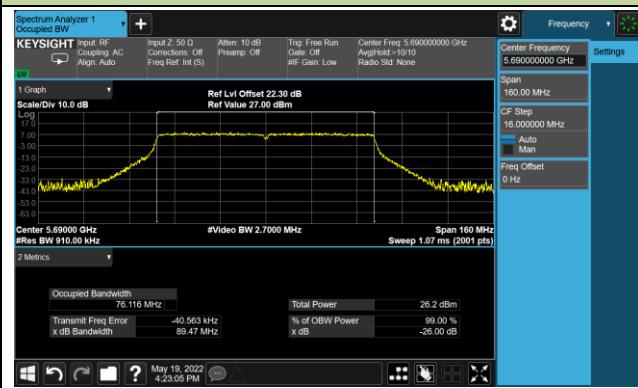 Spectrum Analyzer 1
Occupied BW
+
Frequency
KEYSIGHT
Input: RF
Coupling: AC
Align: Auto
Input Z: 50 Ω
Corrections: Off
Freq Ref: Int (S)
Atten: 10 dB
Preamp: Off
Trig: Free Run
Gate: Off
#IF Gain: Low
Center Freq: 5.690000000 GHz
Avg|Hold:>10/10
Radio Std: None
Center Frequency
5.690000000 GHz
Settings
Span
160.00 MHz
CF Step
16.000000 MHz
Auto
Man
Freq Offset
0 Hz
1 Graph
Scale/Div 10.0 dB
Ref Lvl Offset 22.30 dB
Ref Value 27.00 dBm
Log
17.0
7.00
-3.00
-13.0
-23.0
-33.0
-43.0
-53.0
-63.0
Center 5.69000 GHz
#Res BW 910.00 kHz
#Video BW 2.7000 MHz
Span 160 MHz
Sweep 1.07 ms (2001 pts)
2 Metrics
Occupied Bandwidth
76.116 MHz
Total Power 26.2 dBm
Transmit Freq Error -40.563 kHz
% of OBW Power 99.00 %
x dB Bandwidth 89.47 MHz
x dB -26.00 dB
?
May 19, 2022
4:23:05 PM